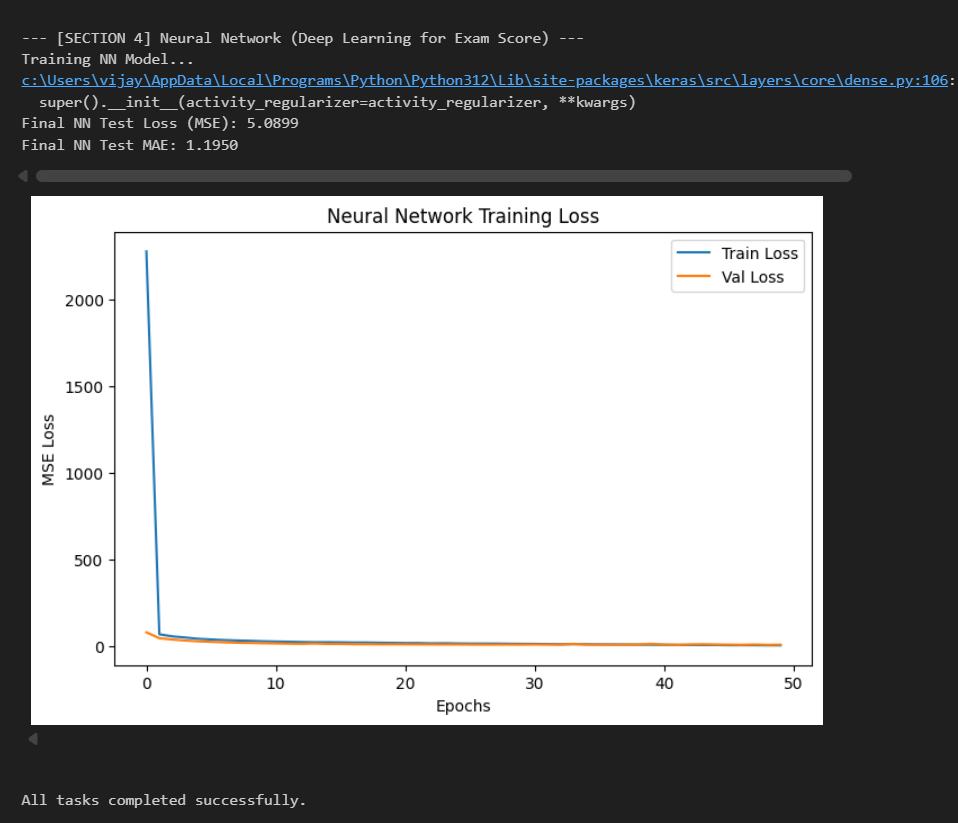 --- [SECTION 4] Neural Network (Deep Learning for Exam Score) ---
Training NN Model...
c:\Users\vijay\AppData\Local\Programs\Python\Python312\Lib\site-packages\keras\src\layers\core\dense.py:106:
super().__init__(activity_regularizer=activity_regularizer, **kwargs)
Final NN Test Loss (MSE): 5.0899
Final NN Test MAE: 1.1950
Neural Network Training Loss
Train Loss
Val Loss
2000
1500
1000
500
0
MSE Loss
0 10 20 30 40 50
Epochs
All tasks completed successfully.